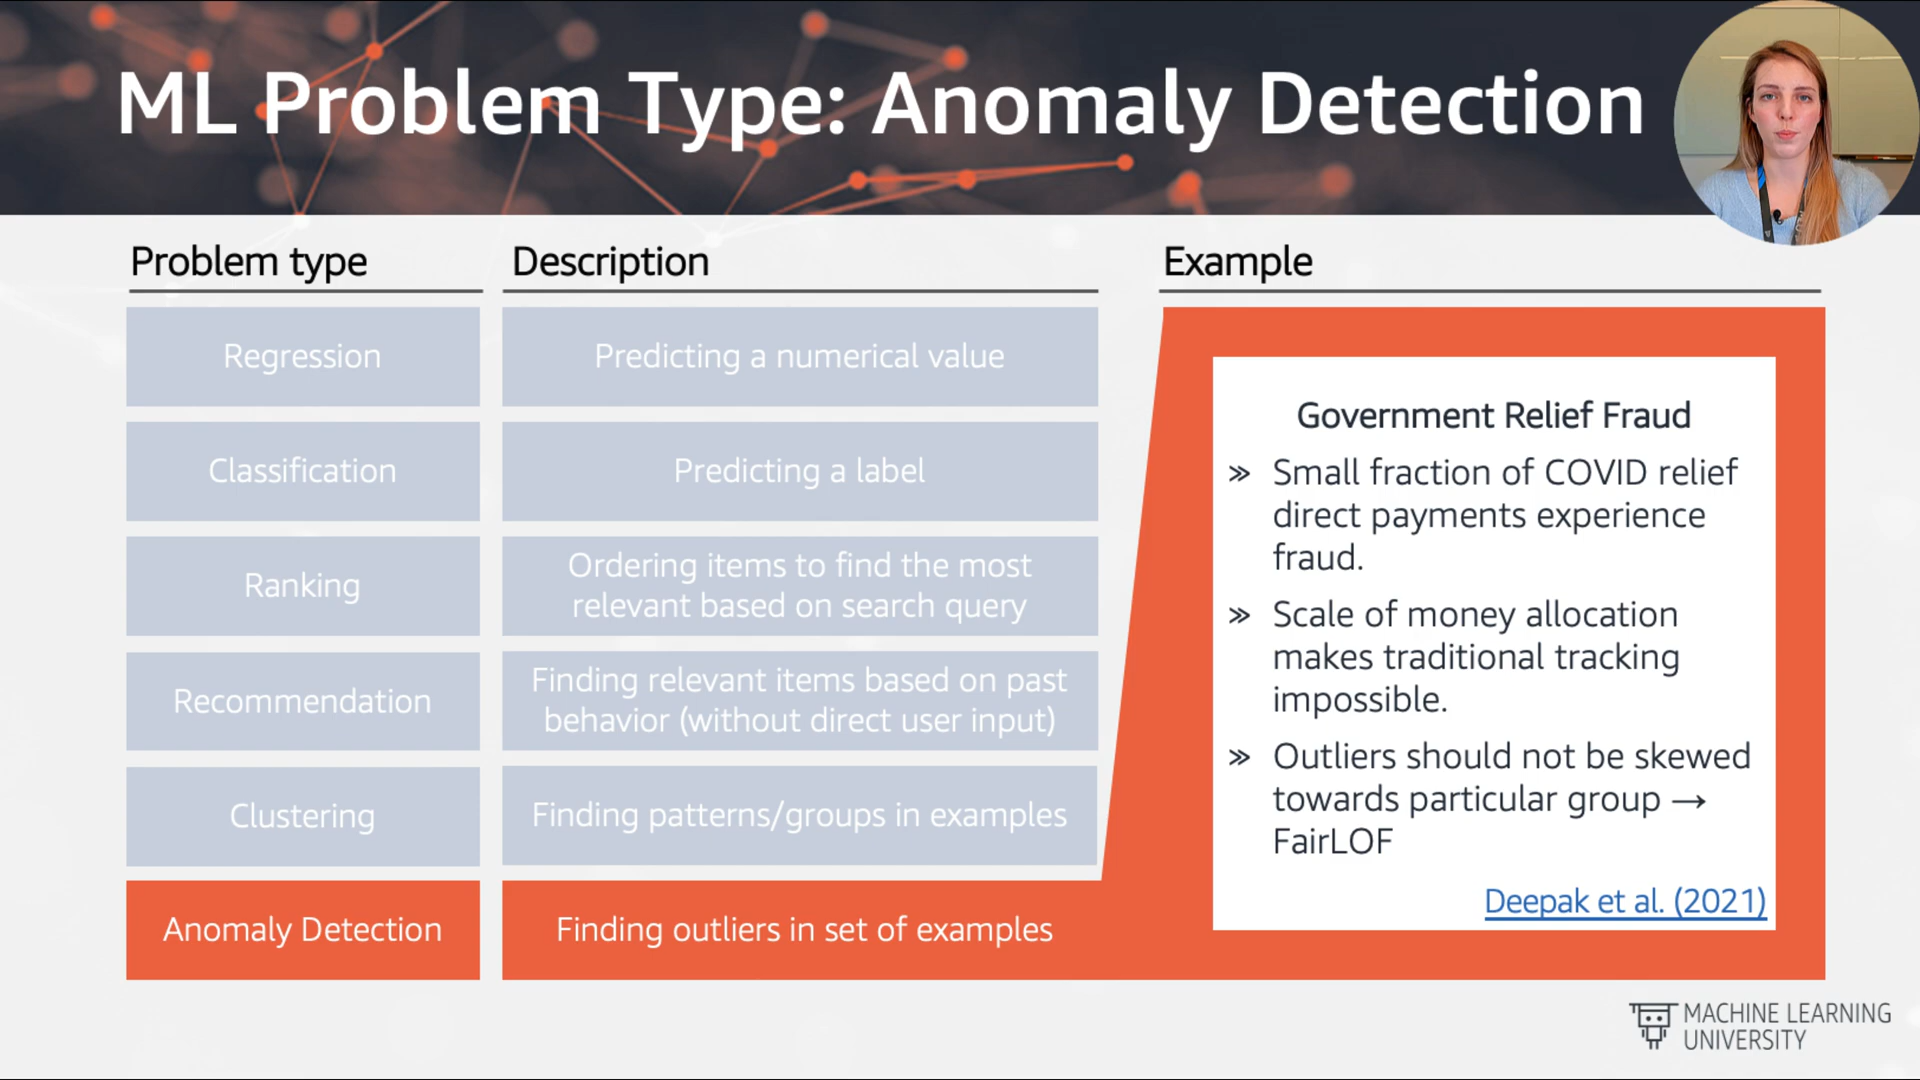 ML Problem Type: Anomaly Detection
Problem type
Description
Example
Regression
Predicting a numerical value
Classification
Predicting a label
Ranking
Ordering items to find the most
relevant based on search query
Recommendation
Finding relevant items based on past
behavior (without direct user input)
Clustering
Finding patterns/groups in examples
Anomaly Detection
Finding outliers in set of examples
Government Relief Fraud
» Small fraction of COVID relief
direct payments experience
fraud.
» Scale of money allocation
makes traditional tracking
impossible.
» Outliers should not be skewed
towards particular group →
FairLOF
Deepak et al. (2021)
MACHINE LEARNING
UNIVERSITY